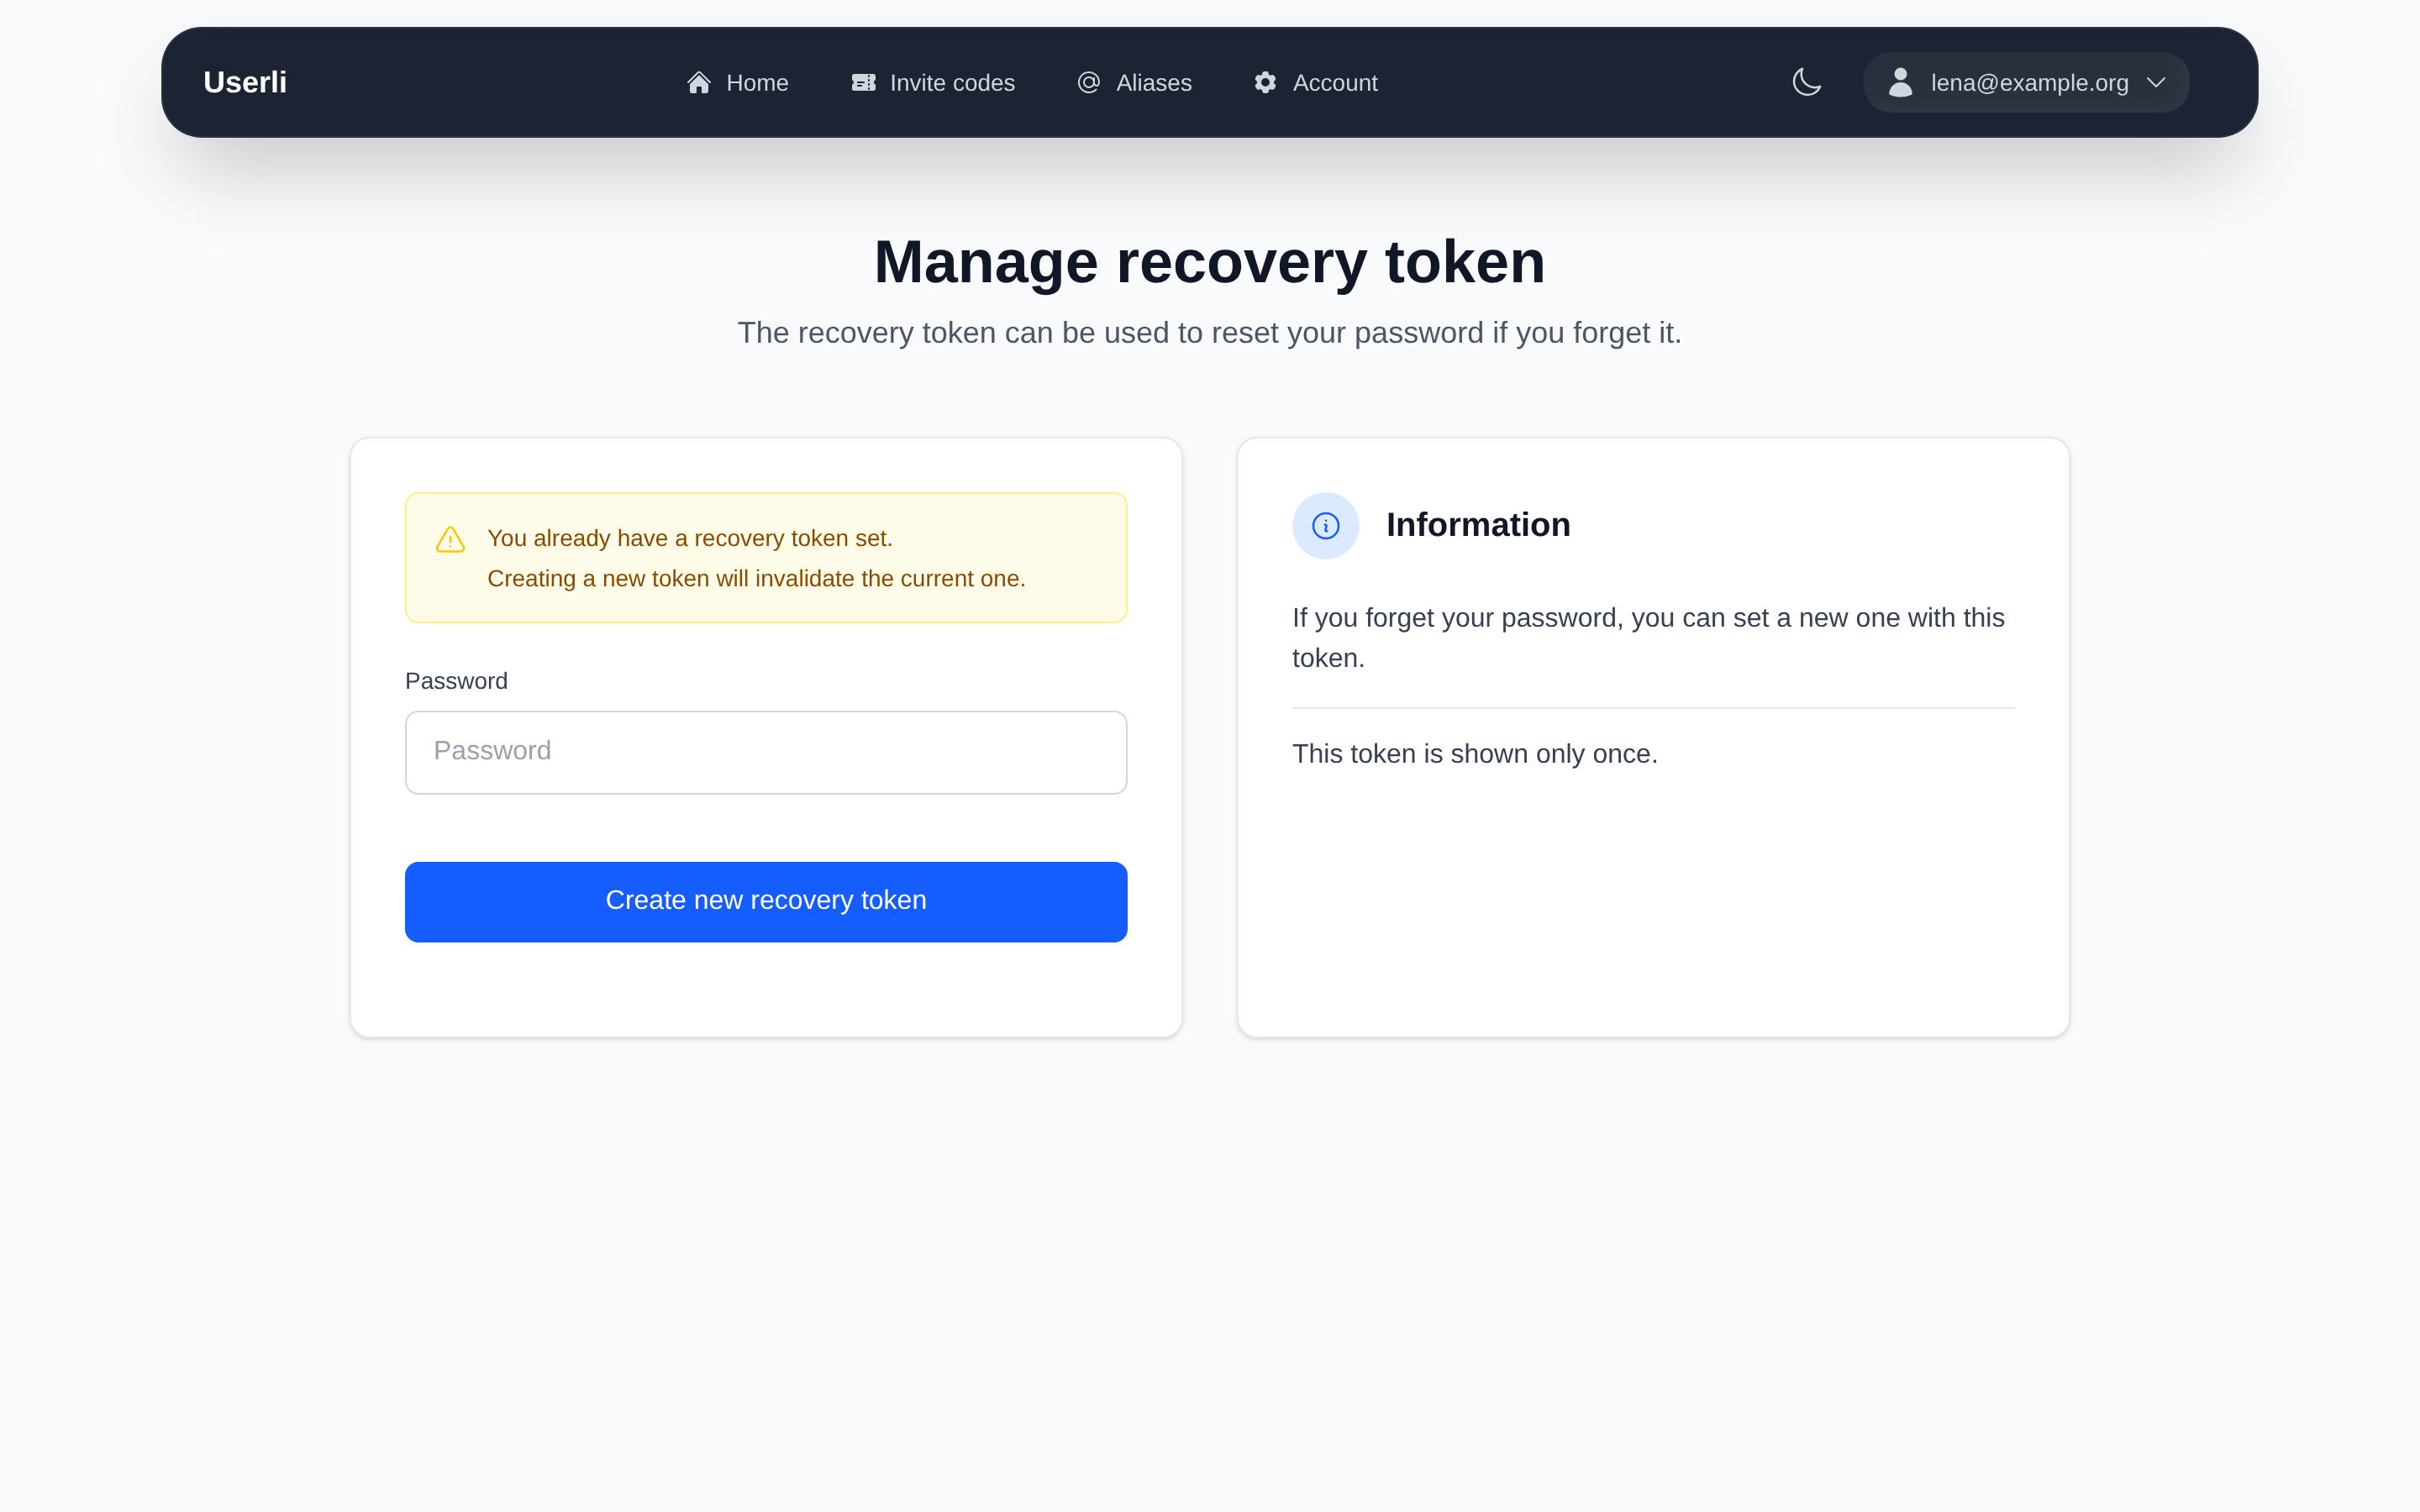 Userli
Home
Invite codes
Aliases
Account
lena@example.org
Manage recovery token
The recovery token can be used to reset your password if you forget it.
You already have a recovery token set.
Creating a new token will invalidate the current one.
Password
Password
Create new recovery token
Information
If you forget your password, you can set a new one with this
token.
This token is shown only once.